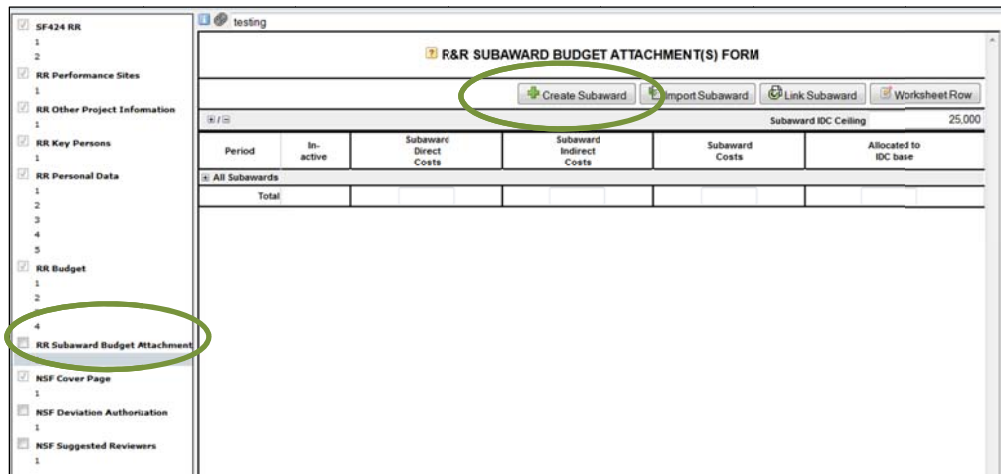 SF424 RR
1
2
RR Performance Sites
1
RR Other Project Infomation
1
RR Key Persons
1
RR Personal Data
1
2
3
4
5
RR Budget
1
2
4
RR Subaward Budget Attachment
NSF Cover Page
1
NSF Deviation Authorization
1
NSF Suggested Reviewers
1
testing
R&R SUBAWARD BUDGET ATTACHMENT(S) FORM
Create Subaward Import Subaward Link Subaward Worksheet Row
Subaward IDC Ceiling 25,000
Period In-active Subaward Direct Costs Subaward Indirect Costs Subaward Costs Allocated to IDC base
All Subawards
Total